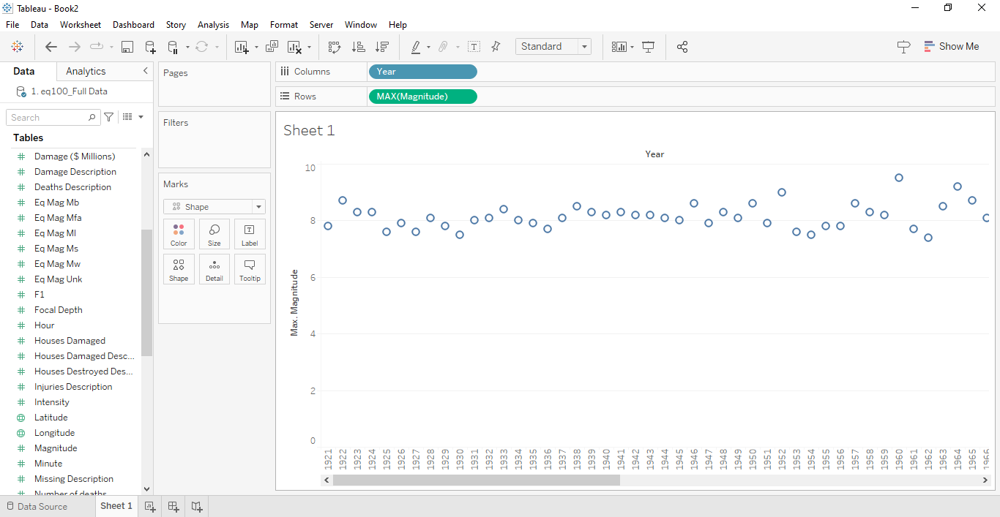 Tableau - Book2
File Data Worksheet Dashboard Story Analysis Map Format Server Window Help
Standard
Show Me
Data Analytics
1. eq100_Full Data
Search
Tables
Damage ($ Millions)
Damage Description
Deaths Description
Eq Mag Mb
Eq Mag Mfa
Eq Mag Ml
Eq Mag Ms
Eq Mag Mw
Eq Mag Unk
F1
Focal Depth
Hour
Houses Damaged
Houses Damaged Desc...
Houses Destroyed Des...
Injuries Description
Intensity
Latitude
Longitude
Magnitude
Minute
Missing Description
Number of deaths
Pages
Filters
Marks
Shape
Color Size Label
Shape Detail Tooltip
Columns Year
Rows MAX(Magnitude)
Sheet 1
Year
Max. Magnitude
10
8
6
4
2
0
1921 1922 1923 1924 1925 1926 1927 1928 1929 1930 1931 1932 1933 1934 1935 1936 1937 1938 1939 1940 1941 1942 1943 1944 1945 1946 1947 1948 1949 1950 1951 1952 1953 1954 1955 1956 1957 1958 1959 1960 1961 1962 1963 1964 1965 1966
Data Source Sheet 1